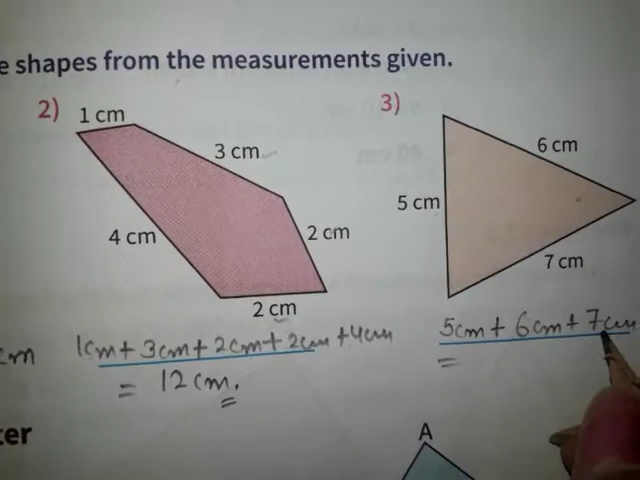 e shapes from the measurements given.
2)
1 cm
3 cm
4 cm
2 cm
2 cm
3)
6 cm
5 cm
7 cm
cm
1cm + 3cm + 2cm + 2cm + 4cm
= 12 cm.
5cm + 6cm + 7cm
=
ter
A